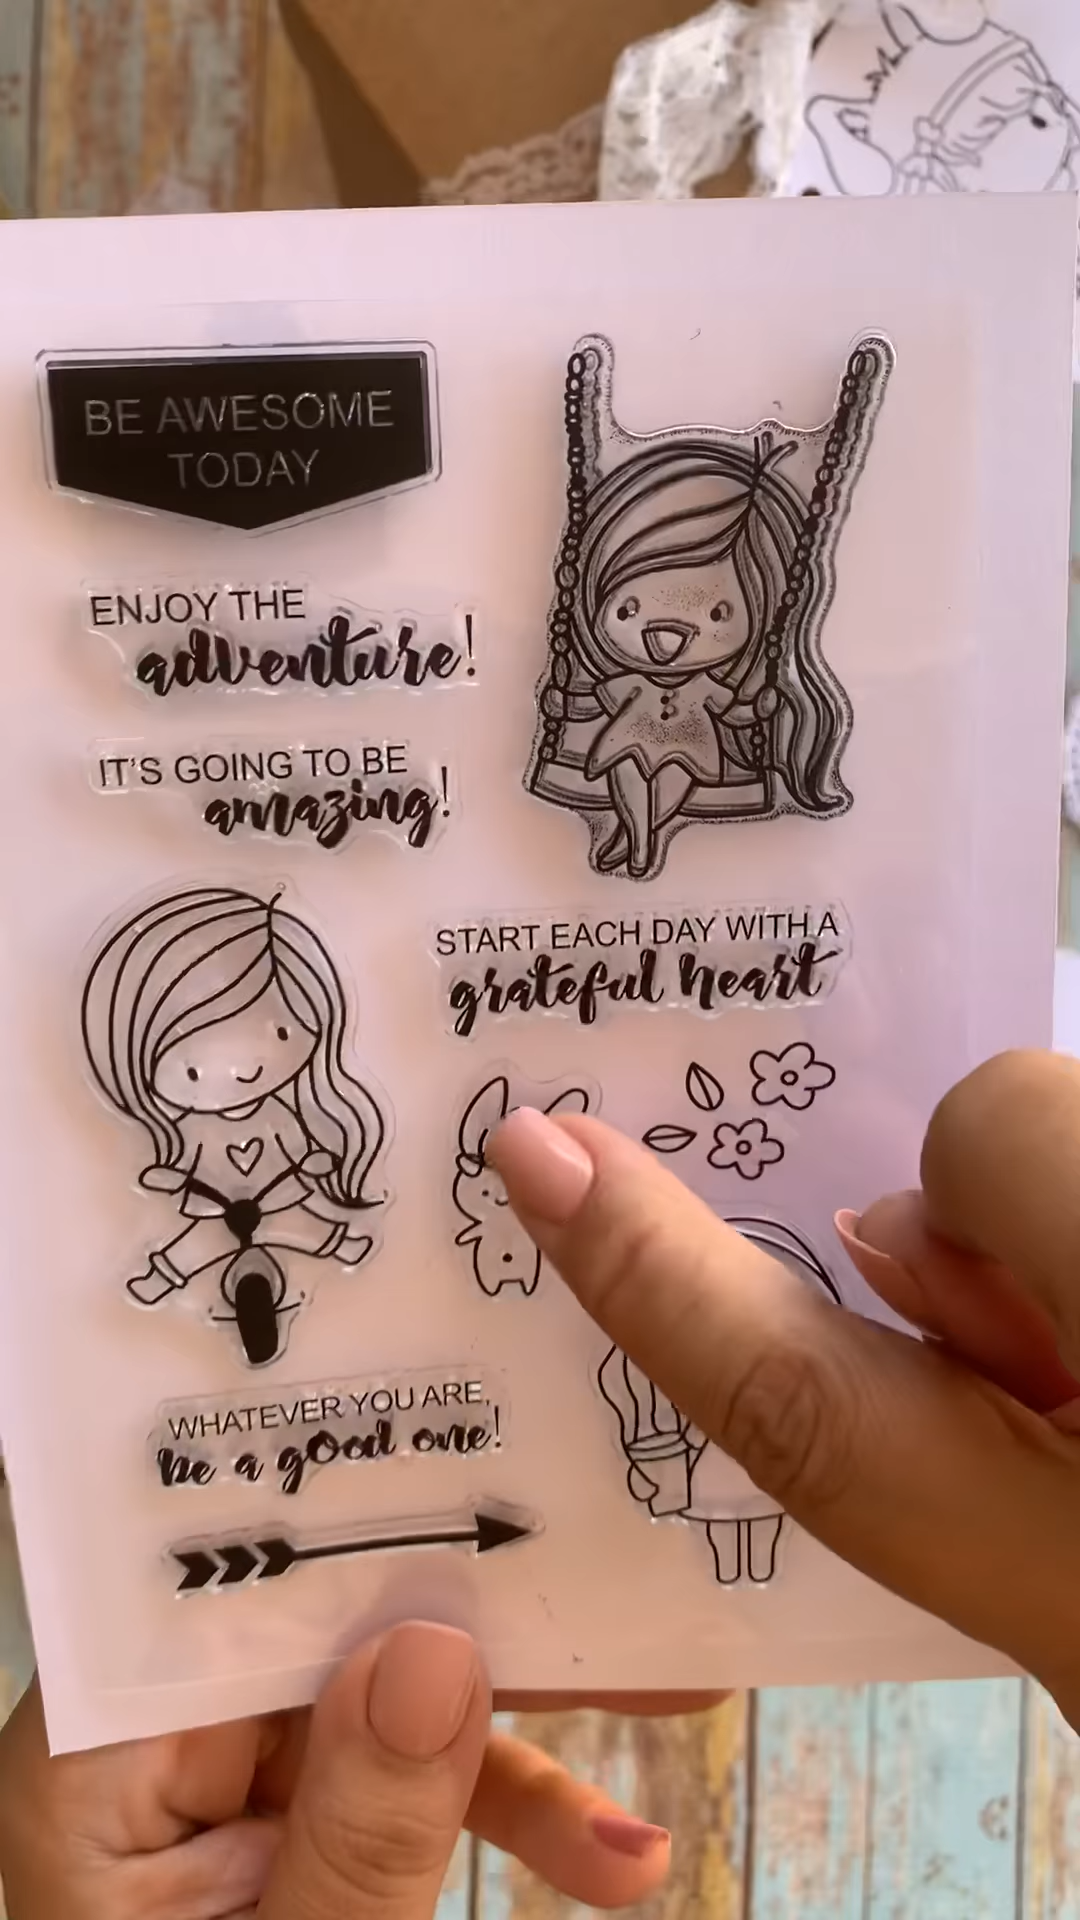 BE AWESOME
TODAY
ENJOY THE
adventure!
IT'S GOING TO BE
amazing!
START EACH DAY WITH A
grateful heart
WHATEVER YOU ARE,
be a good one!